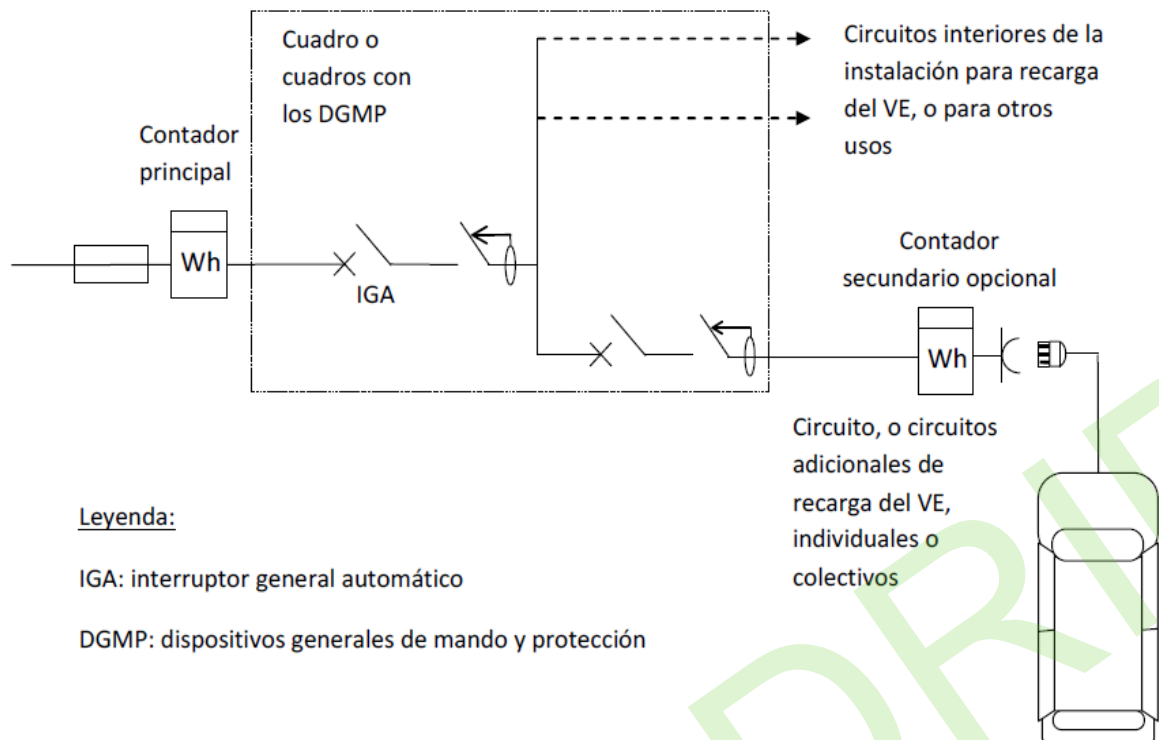 Cuadro o
cuadros con
los DGMP
Circuitos interiores de la
instalación para recarga
del VE, o para otros
usos
Contador
principal
Wh
IGA
Contador
secundario opcional
Wh
Circuito, o circuitos
adicionales de
recarga del VE,
individuales o
colectivos
Leyenda:
IGA: interruptor general automático
DGMP: dispositivos generales de mando y protección
DRID